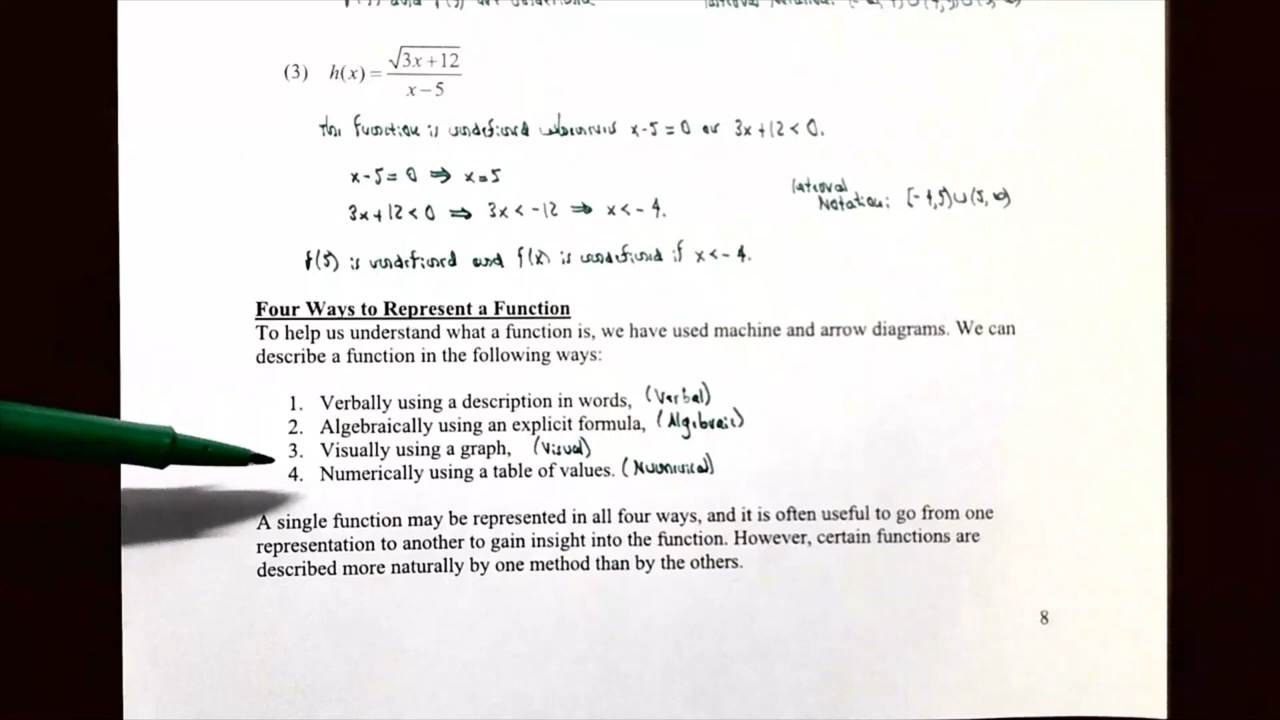 (3) h(x) = √(3x+12) / (x−5)
This function is undefined whenever x-5=0 or 3x+12<0.
x-5=0 ⇒ x=5
3x+12<0 ⇒ 3x<-12 ⇒ x<-4.
Interval
Notation: [-4,5)∪(5,∞)
f(5) is undefined and f(x) is undefined if x<-4.
Four Ways to Represent a Function
To help us understand what a function is, we have used machine and arrow diagrams. We can
describe a function in the following ways:
1. Verbally using a description in words, (Verbal)
2. Algebraically using an explicit formula, (Algebraic)
3. Visually using a graph, (Visual)
4. Numerically using a table of values. (Numerical)
A single function may be represented in all four ways, and it is often useful to go from one
representation to another to gain insight into the function. However, certain functions are
described more naturally by one method than by the others.
8